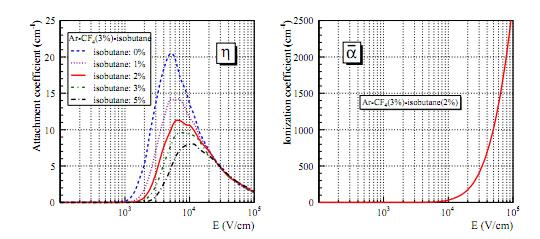 Attachment coefficient (cm⁻¹)
25
20
15
10
5
0
Ar-CF₄(3%)-isobutane
isobutane: 0%
isobutane: 1%
isobutane: 2%
isobutane: 3%
isobutane: 5%
η
10³
10⁴
10⁵
E (V/cm)
Ionization coefficient (cm⁻¹)
2500
2000
1500
1000
500
0
ᾱ
Ar-CF₄(3%)-isobutane(2%)
10³
10⁴
10⁵
E (V/cm)